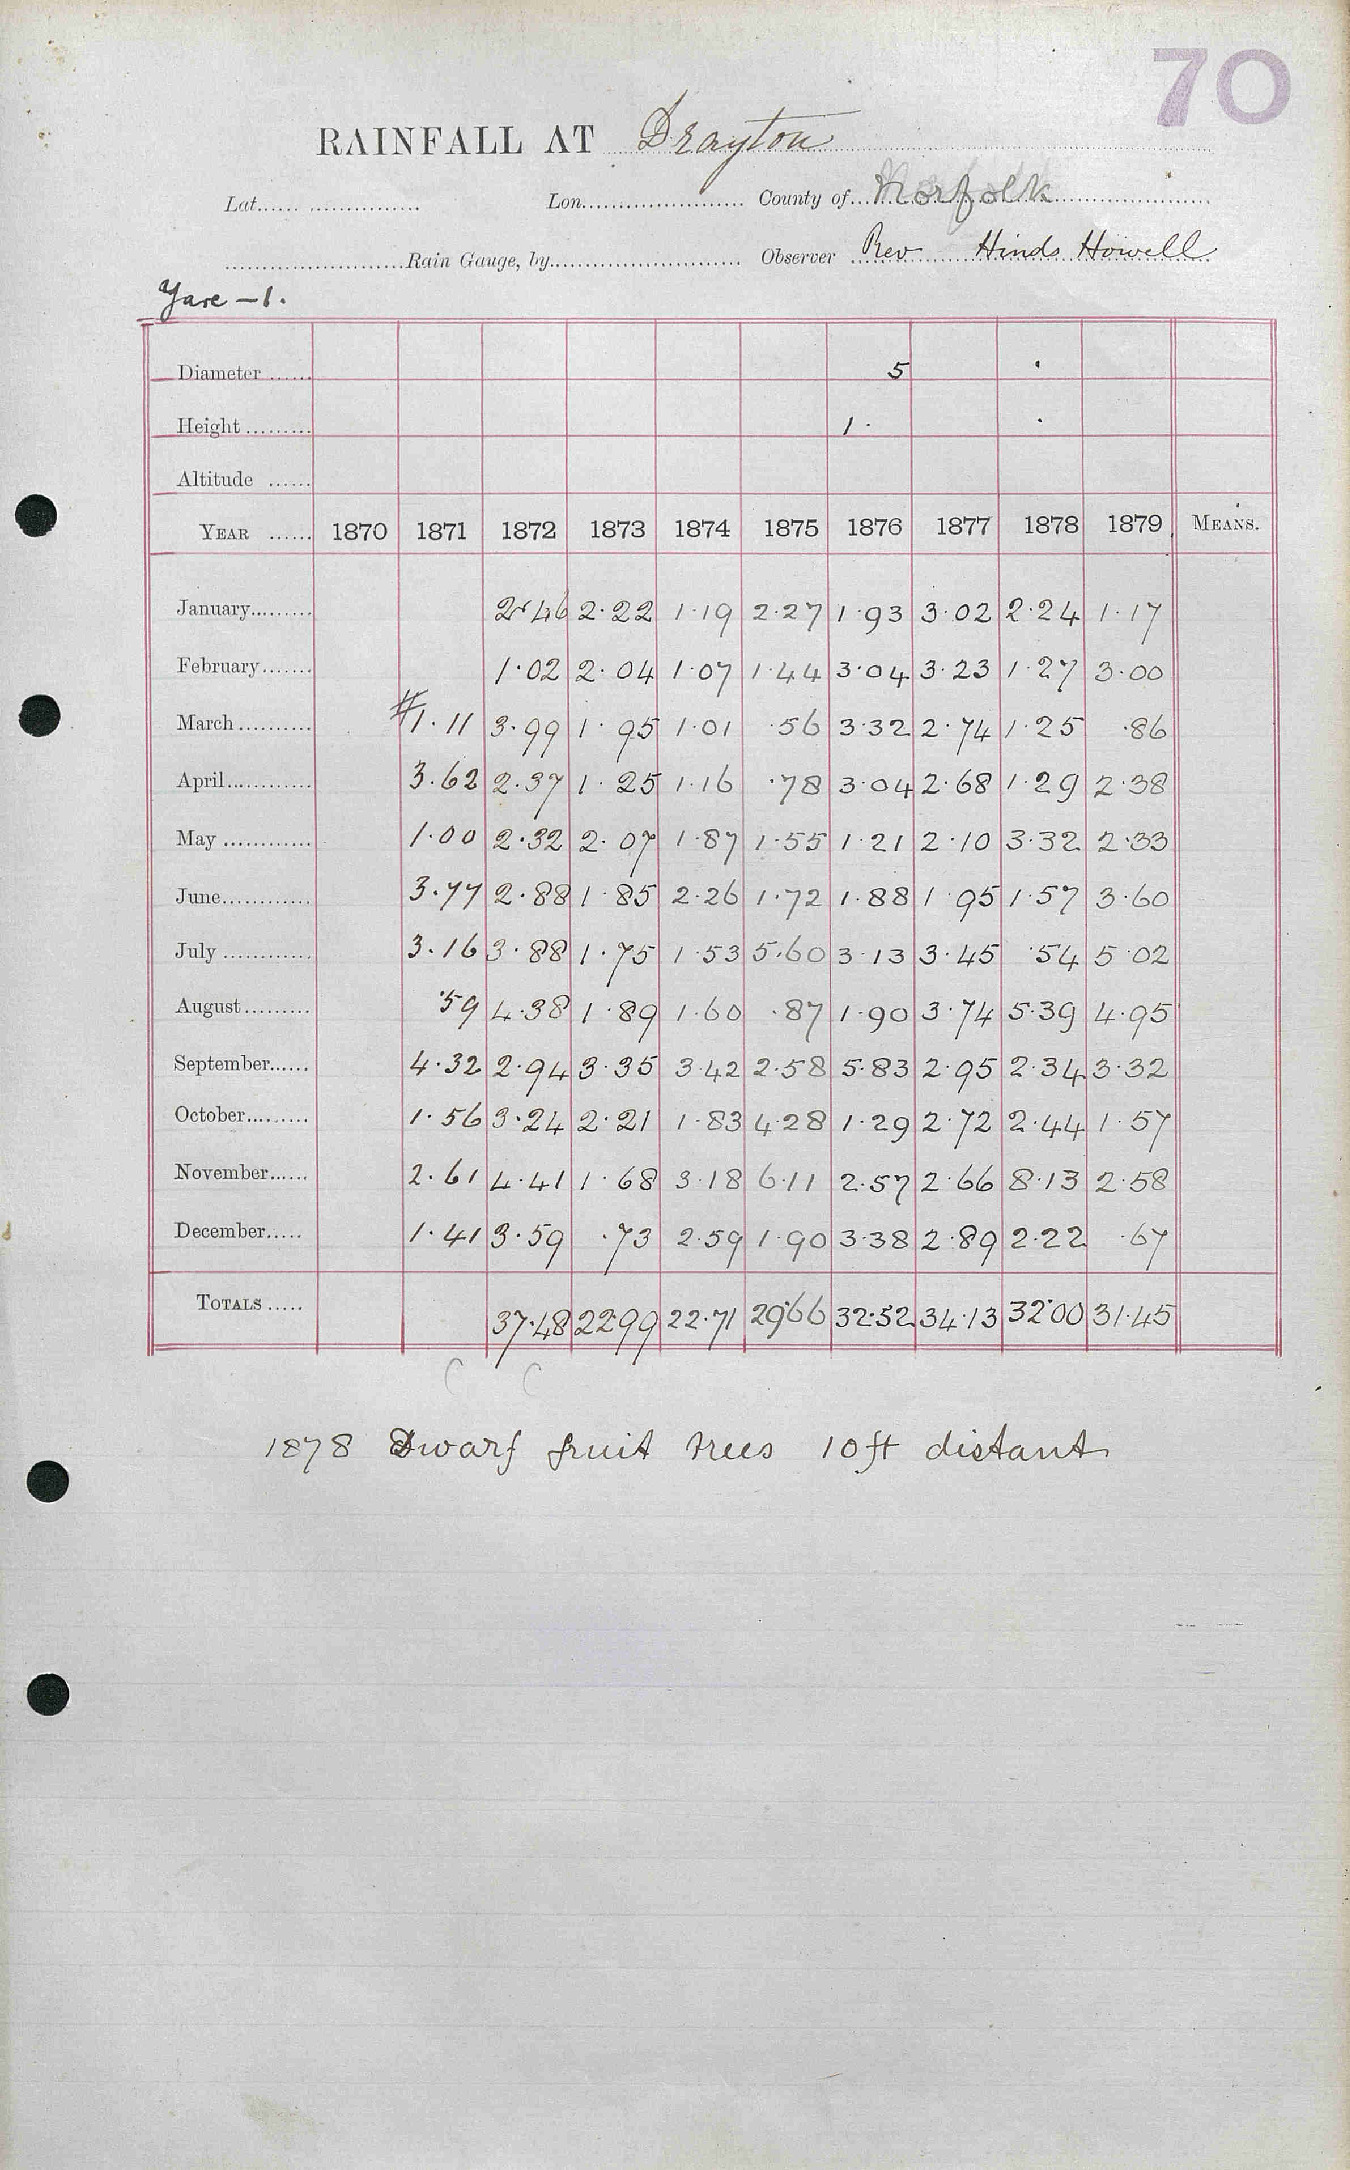 70
RAINFALL AT Drayton
Lat. Lon. County of Norfolk
Rain Gauge, by Observer Rev Hinds Howell
Yare — 1.
Diameter 5 ·
Height 1 · ·
Altitude
YEAR 1870 1871 1872 1873 1874 1875 1876 1877 1878 1879 MEANS.
January 2·46 2·22 1·19 2·27 1·93 3·02 2·24 1·17
February 1·02 2·04 1·07 1·44 3·04 3·23 1·27 3·00
March #1·11 3·99 1·95 1·01 ·56 3·32 2·74 1·25 ·86
April 3·62 2·37 1·25 1·16 ·78 3·04 2·68 1·29 2·38
May 1·00 2·32 2·07 1·87 1·55 1·21 2·10 3·32 2·33
June 3·77 2·88 1·85 2·26 1·72 1·88 1·95 1·57 3·60
July 3·16 3·88 1·75 1·53 5·60 3·13 3·45 ·54 5·02
August ·59 4·38 1·89 1·60 ·87 1·90 3·74 5·39 4·95
September 4·32 2·94 3·35 3·42 2·58 5·83 2·95 2·34 3·32
October 1·56 3·24 2·21 1·83 4·28 1·29 2·72 2·44 1·57
November 2·61 4·41 1·68 3·18 6·11 2·57 2·66 8·13 2·58
December 1·41 3·59 ·73 2·59 1·90 3·38 2·89 2·22 ·67
TOTALS 37·48 22·99 22·71 29·66 32·52 34·13 32·00 31·45
1878 Dwarf fruit trees 10ft distant